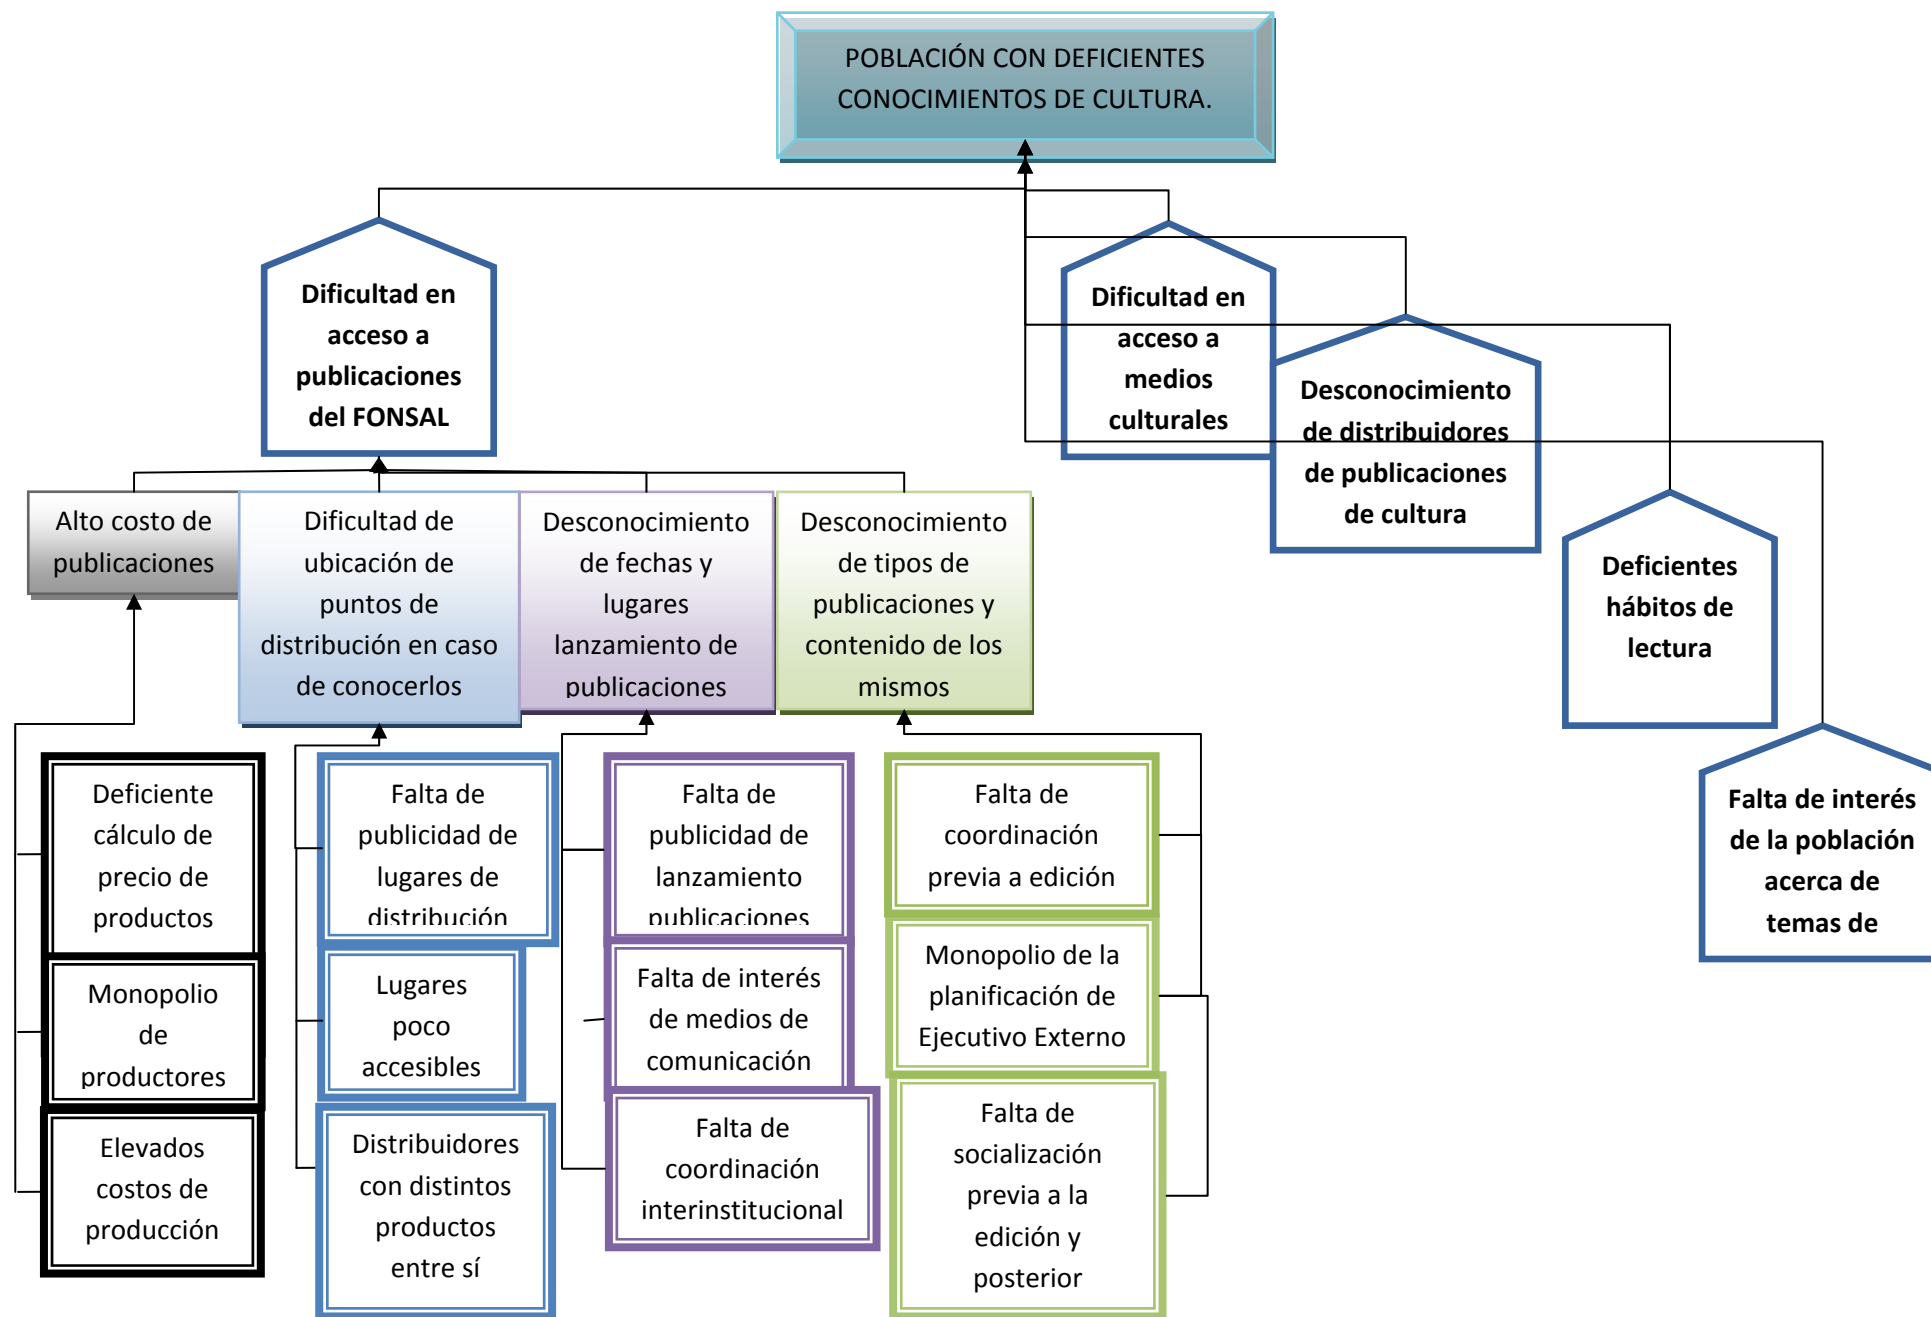 POBLACIÓN CON DEFICIENTES
CONOCIMIENTOS DE CULTURA.
Dificultad en
acceso a
publicaciones
del FONSAL
Dificultad en
acceso a
medios
culturales
Desconocimiento
de distribuidores
de publicaciones
de cultura
Deficientes
hábitos de
lectura
Falta de interés
de la población
acerca de
temas de
Alto costo de
publicaciones
Dificultad de
ubicación de
puntos de
distribución en caso
de conocerlos
Desconocimiento
de fechas y
lugares
lanzamiento de
publicaciones
Desconocimiento
de tipos de
publicaciones y
contenido de los
mismos
Deficiente
cálculo de
precio de
productos
Monopolio
de
productores
Elevados
costos de
producción
Falta de
publicidad de
lugares de
distribución
Lugares
poco
accesibles
Distribuidores
con distintos
productos
entre sí
Falta de
publicidad de
lanzamiento
publicaciones
Falta de interés
de medios de
comunicación
Falta de
coordinación
interinstitucional
Falta de
coordinación
previa a edición
Monopolio de la
planificación de
Ejecutivo Externo
Falta de
socialización
previa a la
edición y
posterior